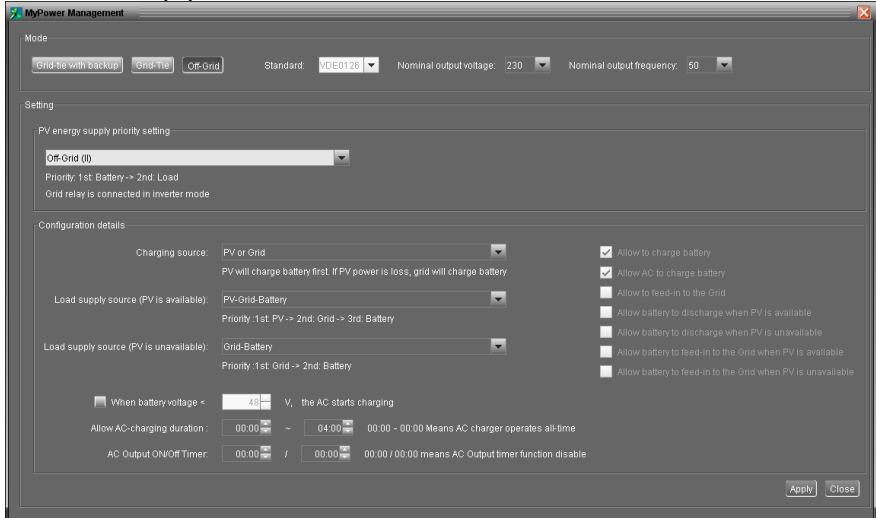 MyPower Management
Mode
Grid-tie with backup Grid-Tie Off-Grid Standard: VDE0126 Nominal output voltage: 230 Nominal output frequency: 50
Setting
PV energy supply priority setting
Off-Grid (II)
Priority: 1st: Battery -> 2nd: Load
Grid relay is connected in inverter mode
Configuration details
Charging source: PV or Grid
PV will charge battery first. If PV power is loss, grid will charge battery
Load supply source (PV is available): PV-Grid-Battery
Priority :1st: PV -> 2nd: Grid -> 3rd: Battery
Load supply source (PV is unavailable): Grid-Battery
Priority :1st: Grid -> 2nd: Battery
Allow to charge battery
Allow AC to charge battery
Allow to feed-in to the Grid
Allow battery to discharge when PV is available
Allow battery to discharge when PV is unavailable
Allow battery to feed-in to the Grid when PV is available
Allow battery to feed-in to the Grid when PV is unavailable
When battery voltage < 48 V, the AC starts charging
Allow AC-charging duration : 00:00 ~ 04:00 00:00 - 00:00 Means AC charger operates all-time
AC Output ON/Off Timer: 00:00 / 00:00 00:00 / 00:00 means AC Output timer function disable
Apply Close